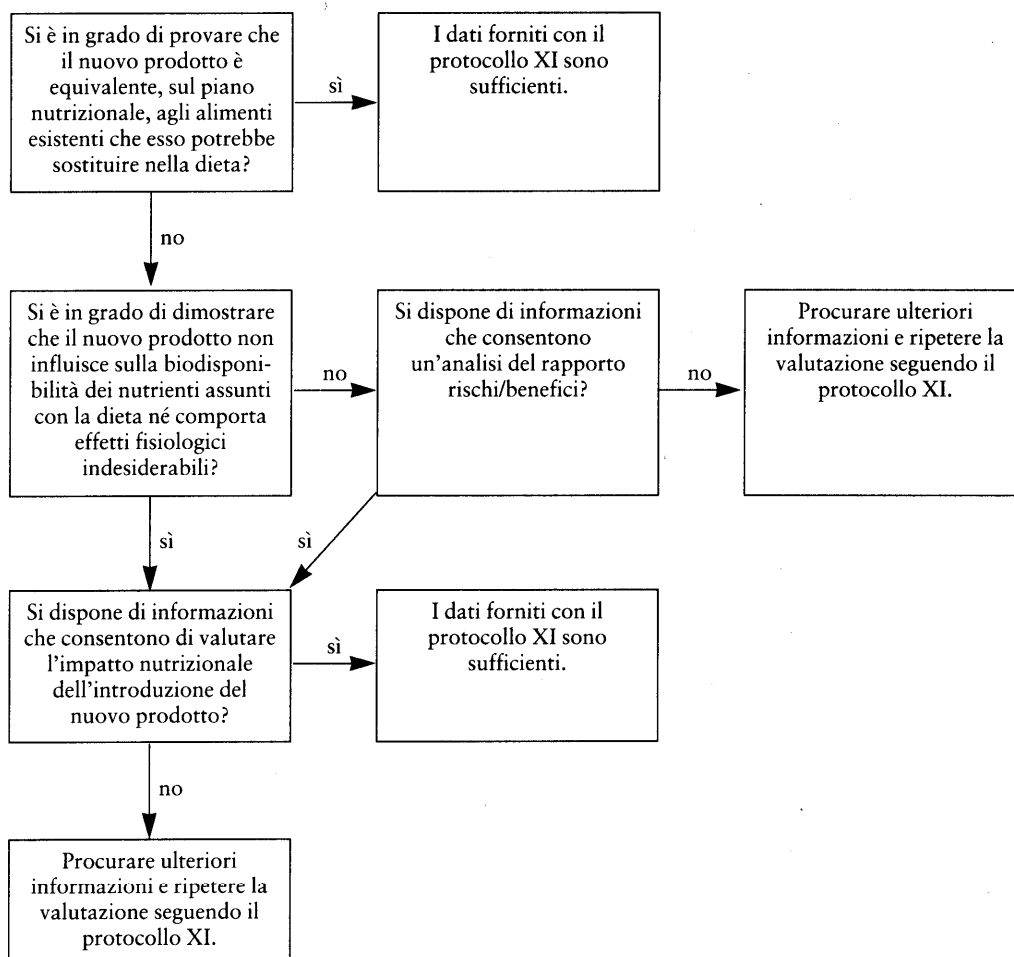 Si è in grado di provare che
il nuovo prodotto è
equivalente, sul piano
nutrizionale, agli alimenti
esistenti che esso potrebbe
sostituire nella dieta?
sì
I dati forniti con il
protocollo XI sono
sufficienti.
no
Si è in grado di dimostrare
che il nuovo prodotto non
influisce sulla biodisponi-
bilità dei nutrienti assunti
con la dieta né comporta
effetti fisiologici
indesiderabili?
no
Si dispone di informazioni
che consentono
un'analisi del rapporto
rischi/benefici?
no
Procurare ulteriori
informazioni e ripetere la
valutazione seguendo il
protocollo XI.
sì
sì
Si dispone di informazioni
che consentono di valutare
l'impatto nutrizionale
dell'introduzione del
nuovo prodotto?
sì
I dati forniti con il
protocollo XI sono
sufficienti.
no
Procurare ulteriori
informazioni e ripetere la
valutazione seguendo il
protocollo XI.